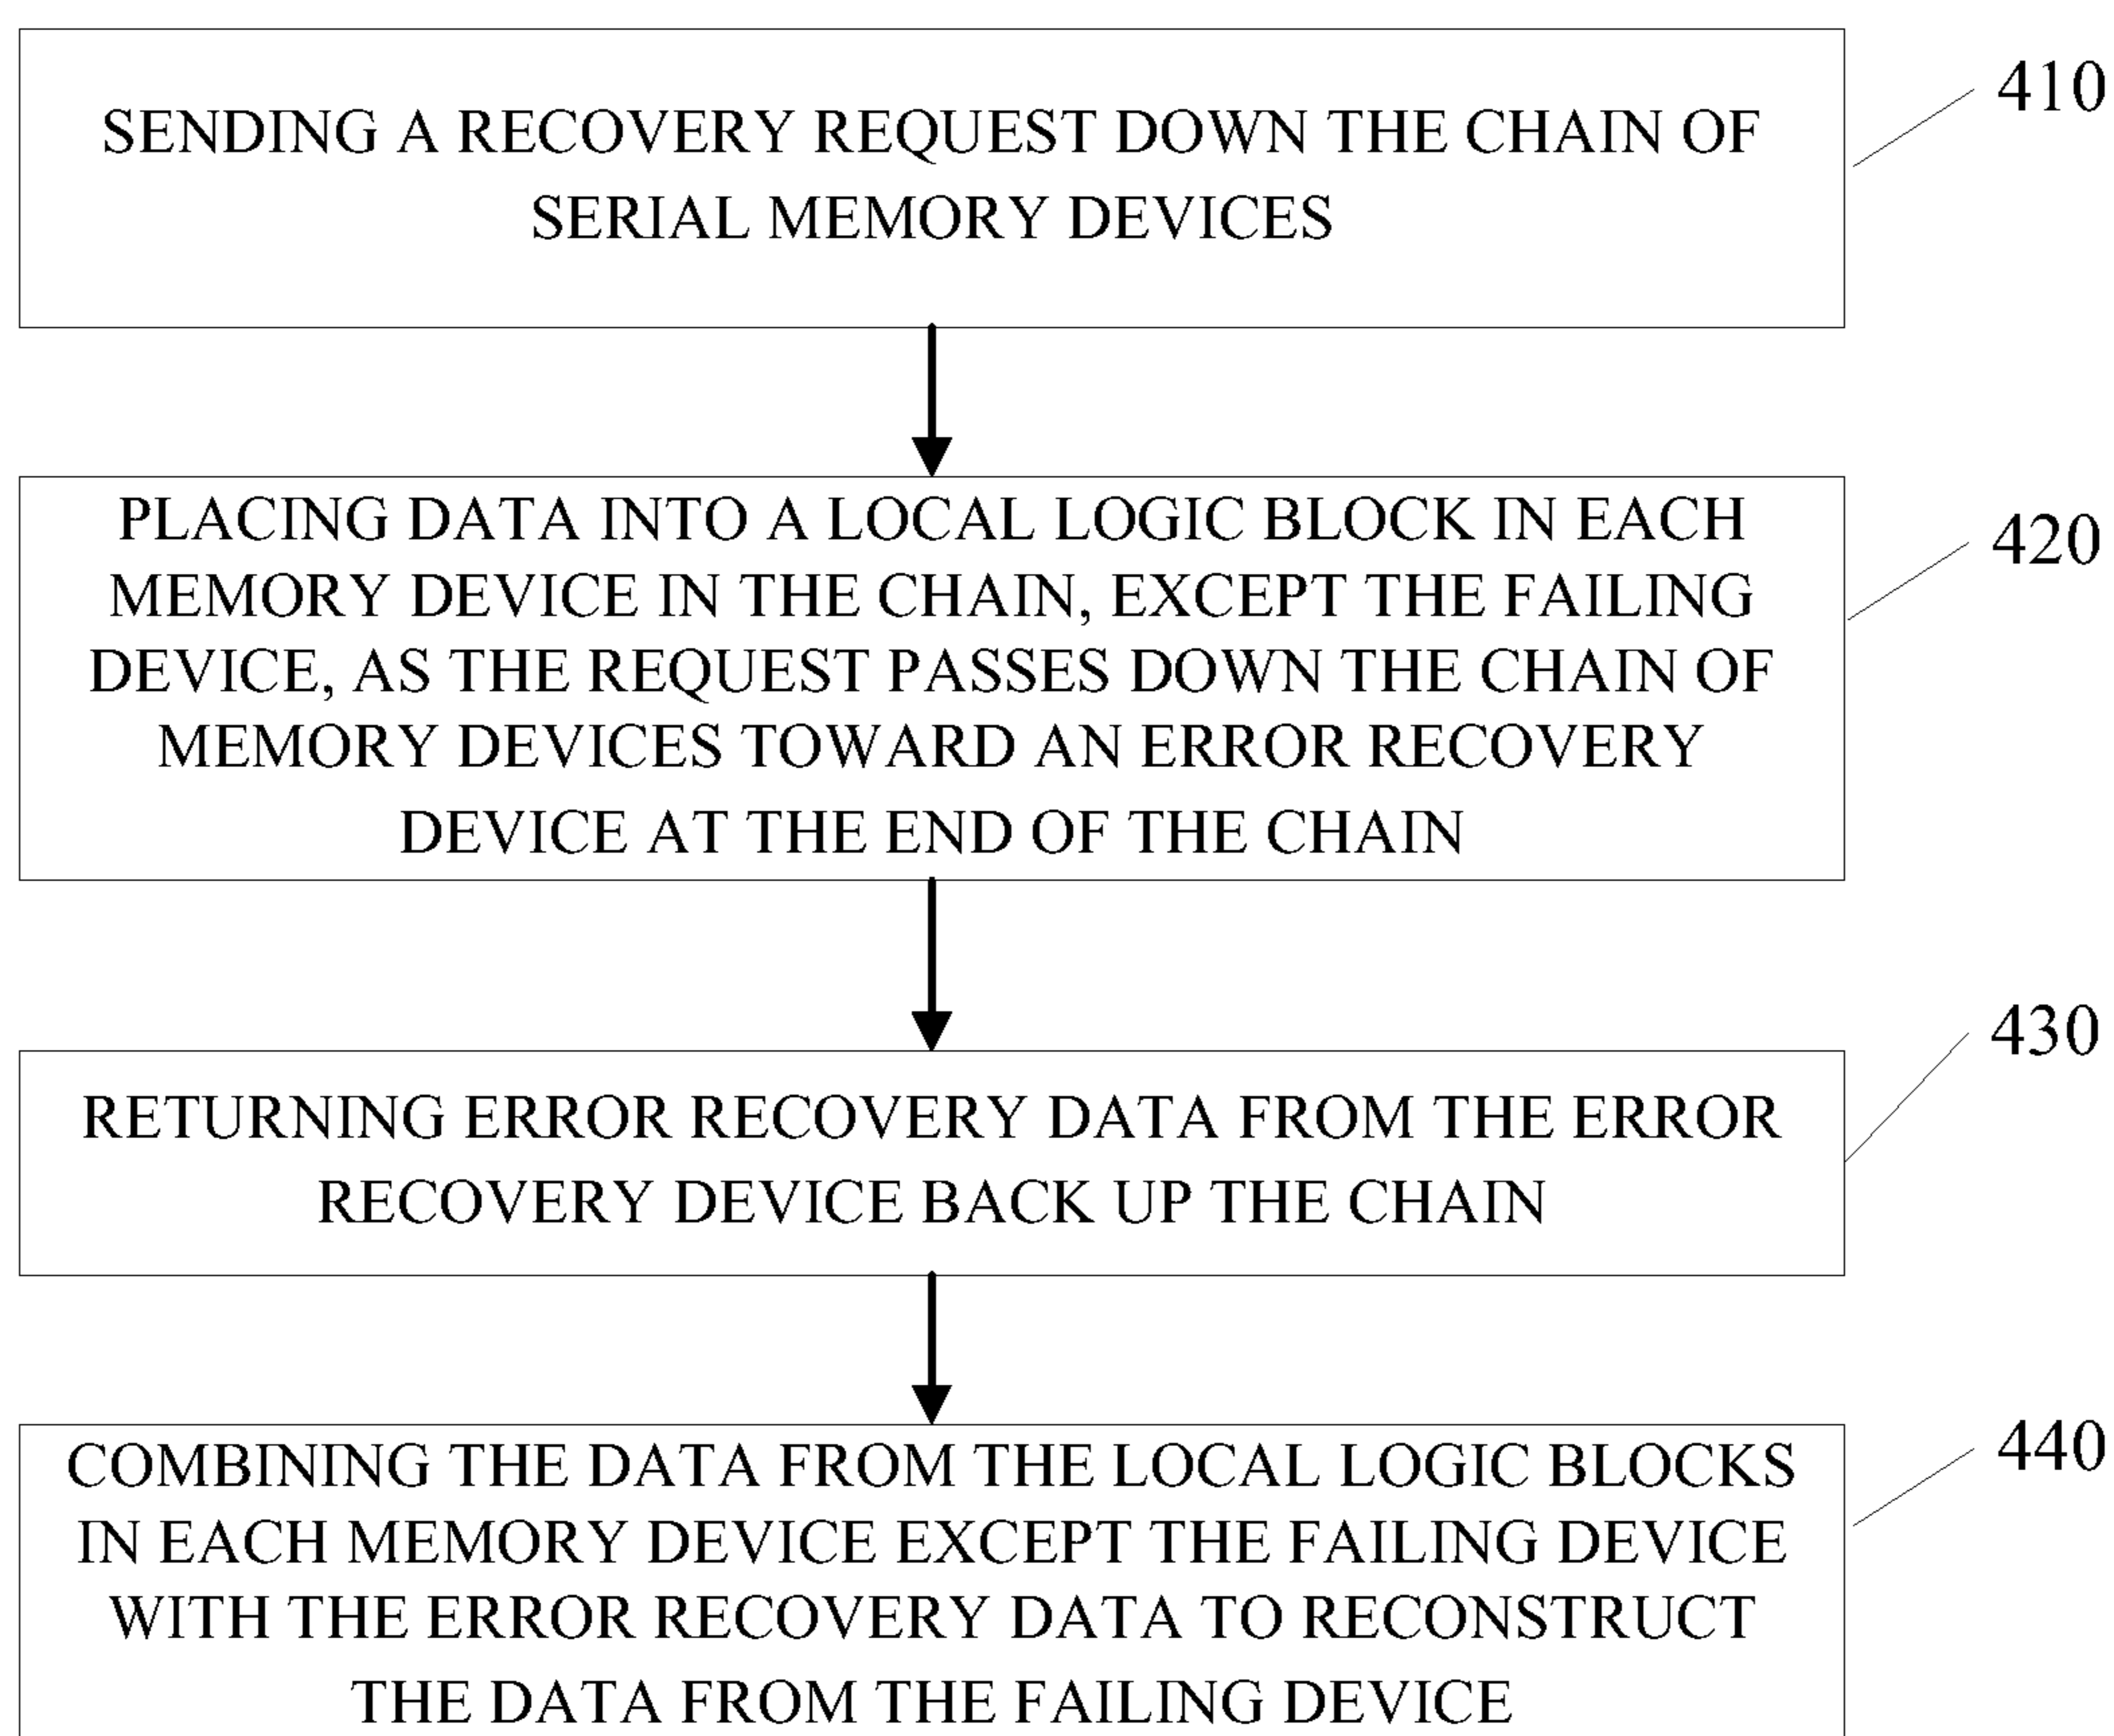 SENDING A RECOVERY REQUEST DOWN THE CHAIN OF
SERIAL MEMORY DEVICES
410
PLACING DATA INTO A LOCAL LOGIC BLOCK IN EACH
MEMORY DEVICE IN THE CHAIN, EXCEPT THE FAILING
DEVICE, AS THE REQUEST PASSES DOWN THE CHAIN OF
MEMORY DEVICES TOWARD AN ERROR RECOVERY
DEVICE AT THE END OF THE CHAIN
420
RETURNING ERROR RECOVERY DATA FROM THE ERROR
RECOVERY DEVICE BACK UP THE CHAIN
430
COMBINING THE DATA FROM THE LOCAL LOGIC BLOCKS
IN EACH MEMORY DEVICE EXCEPT THE FAILING DEVICE
WITH THE ERROR RECOVERY DATA TO RECONSTRUCT
THE DATA FROM THE FAILING DEVICE
440